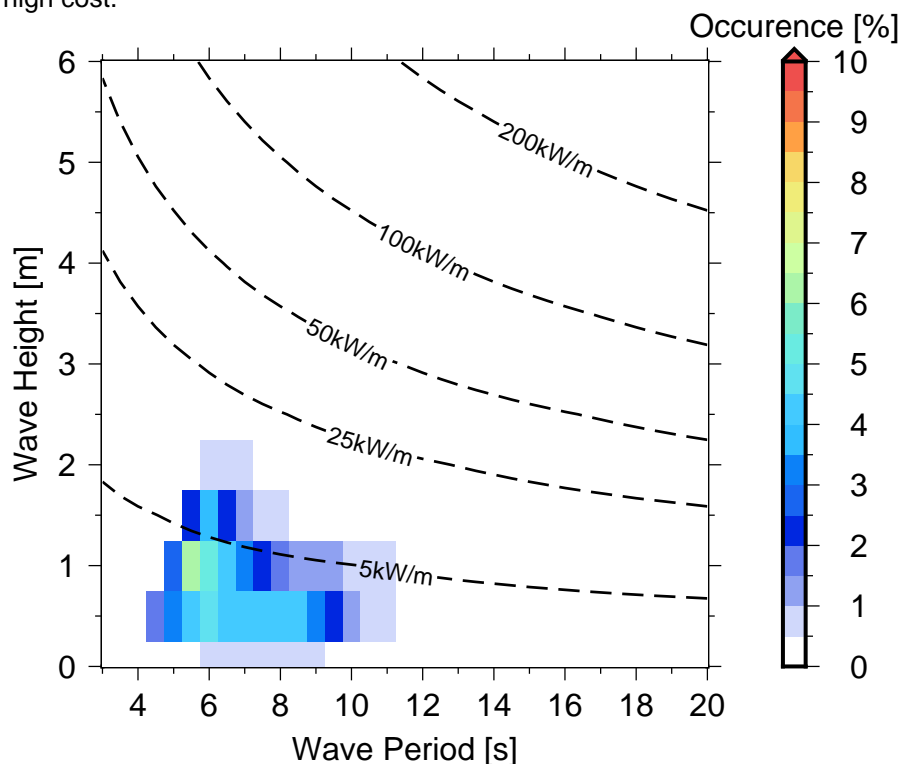 high cost.
Occurence [%]
6
5
4
3
2
1
0
Wave Height [m]
200kW/m
100kW/m
50kW/m
25kW/m
5kW/m
4 6 8 10 12 14 16 18 20
Wave Period [s]
10
9
8
7
6
5
4
3
2
1
0